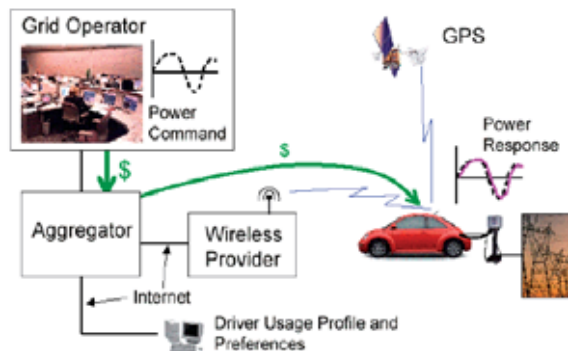 Grid Operator
Power
Command
GPS
Power
Response
$
$
Aggregator
Wireless
Provider
Internet
Driver Usage Profile and
Preferences